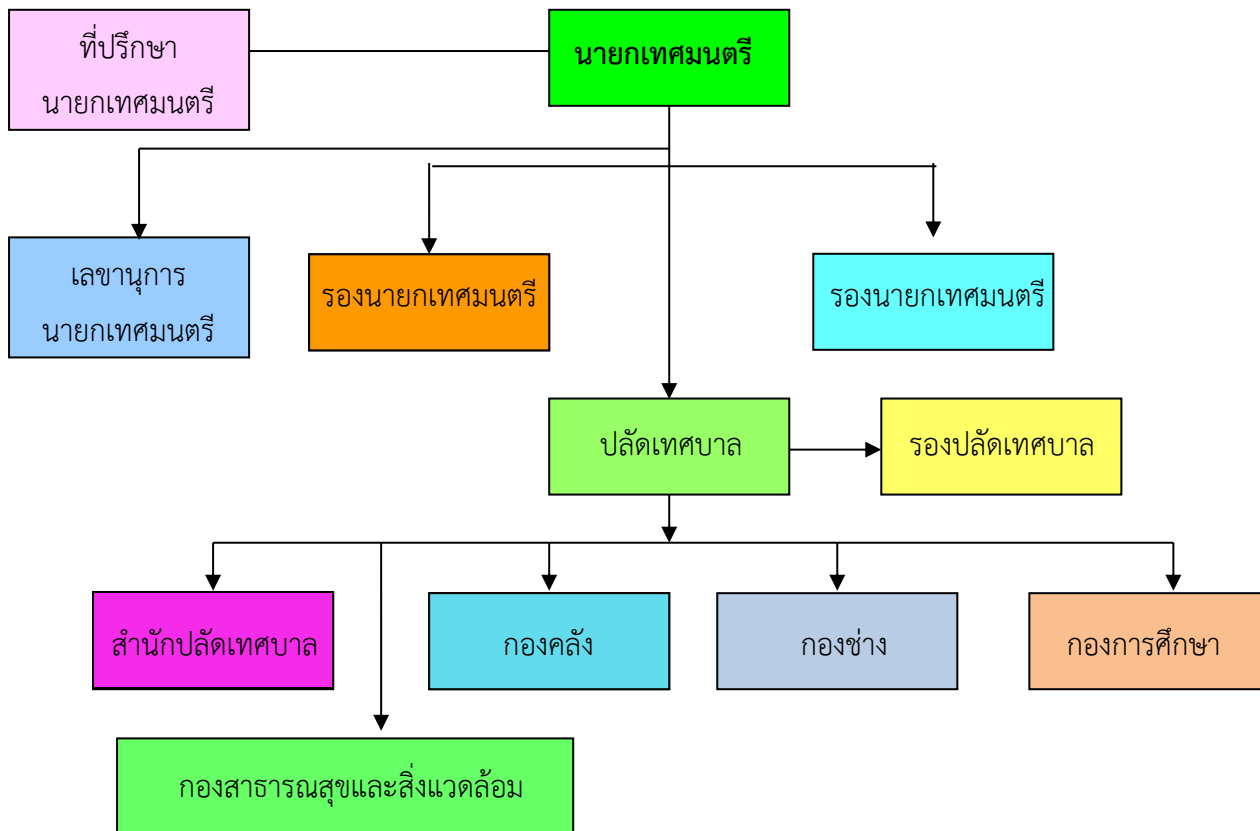 ที่ปรึกษา
นายกเทศมนตรี
นายกเทศมนตรี
เลขานุการ
นายกเทศมนตรี
รองนายกเทศมนตรี
รองนายกเทศมนตรี
ปลัดเทศบาล
รองปลัดเทศบาล
สำนักปลัดเทศบาล
กองคลัง
กองช่าง
กองการศึกษา
กองสาธารณสุขและสิ่งแวดล้อม